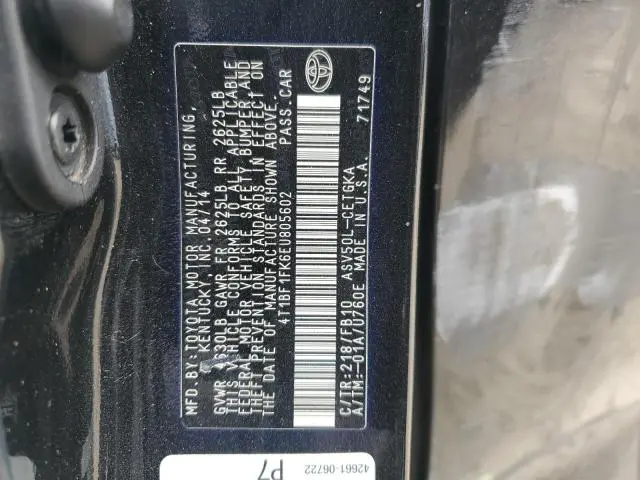 MFD.BY:TOYOTA MOTOR MANUFACTURING,
KENTUCKY, INC. 04/14
GVWR 4630LB GAWR FR 2625LB RR 2625LB
THIS VEHICLE CONFORMS TO ALL APPLICABLE
FEDERAL MOTOR VEHICLE SAFETY, BUMPER, AND
THEFT PREVENTION STANDARDS IN EFFECT ON
THE DATE OF MANUFACTURE SHOWN ABOVE.
4T1BF1FK6EU805602 PASS.CAR
C/TR:218/FB10 ASV50L-CETGKA
A/TM:-01A/U760E MADE IN U.S.A. 71749
TOYOTA
42661-06722
P7